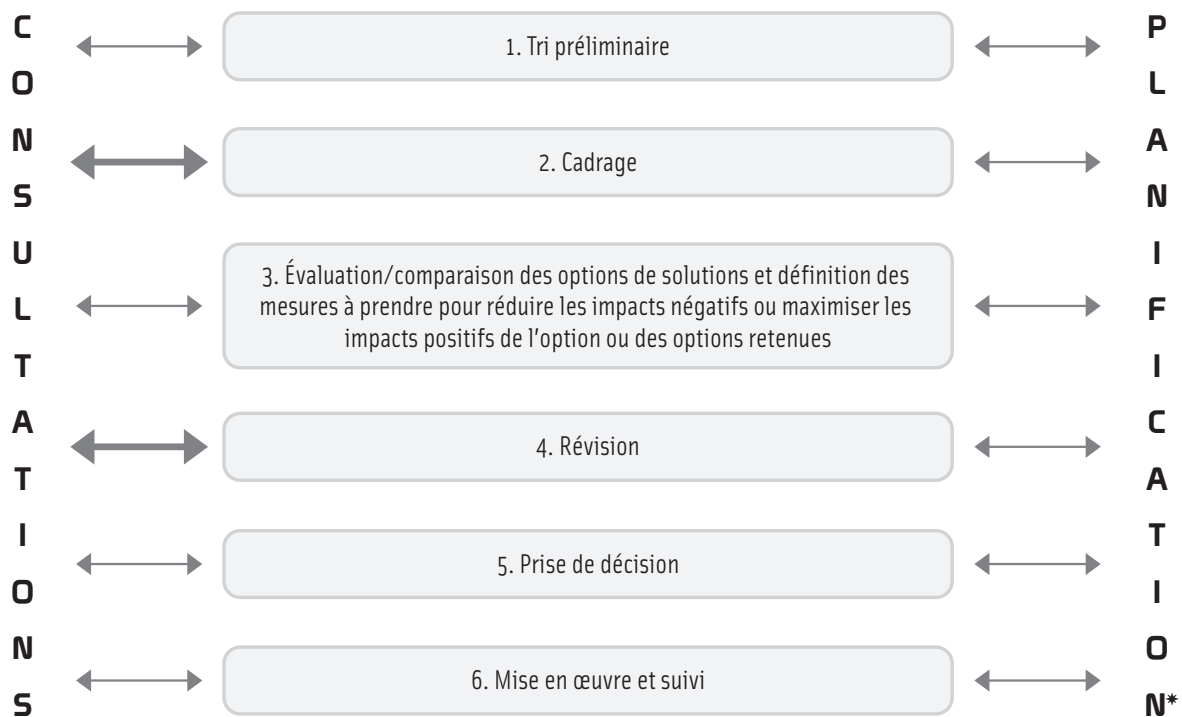 CONSULTATIONS
1. Tri préliminaire
2. Cadrage
3. Évaluation/comparaison des options de solutions et définition des
mesures à prendre pour réduire les impacts négatifs ou maximiser les
impacts positifs de l'option ou des options retenues
4. Révision
5. Prise de décision
6. Mise en œuvre et suivi
PLANIFICATION*